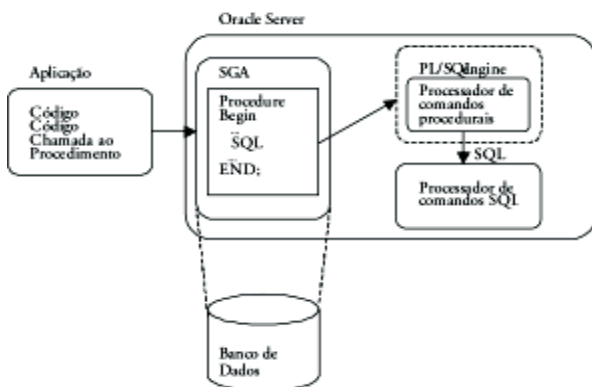 Oracle Server
Aplicação
Código
Código
Chamada ao
Procedimento
SGA
Procedure
Begin
...
SQL
...
END;
PL/SQLEngine
Processador de
comandos
procedurais
SQL
Processador de
comandos SQL
Banco de
Dados